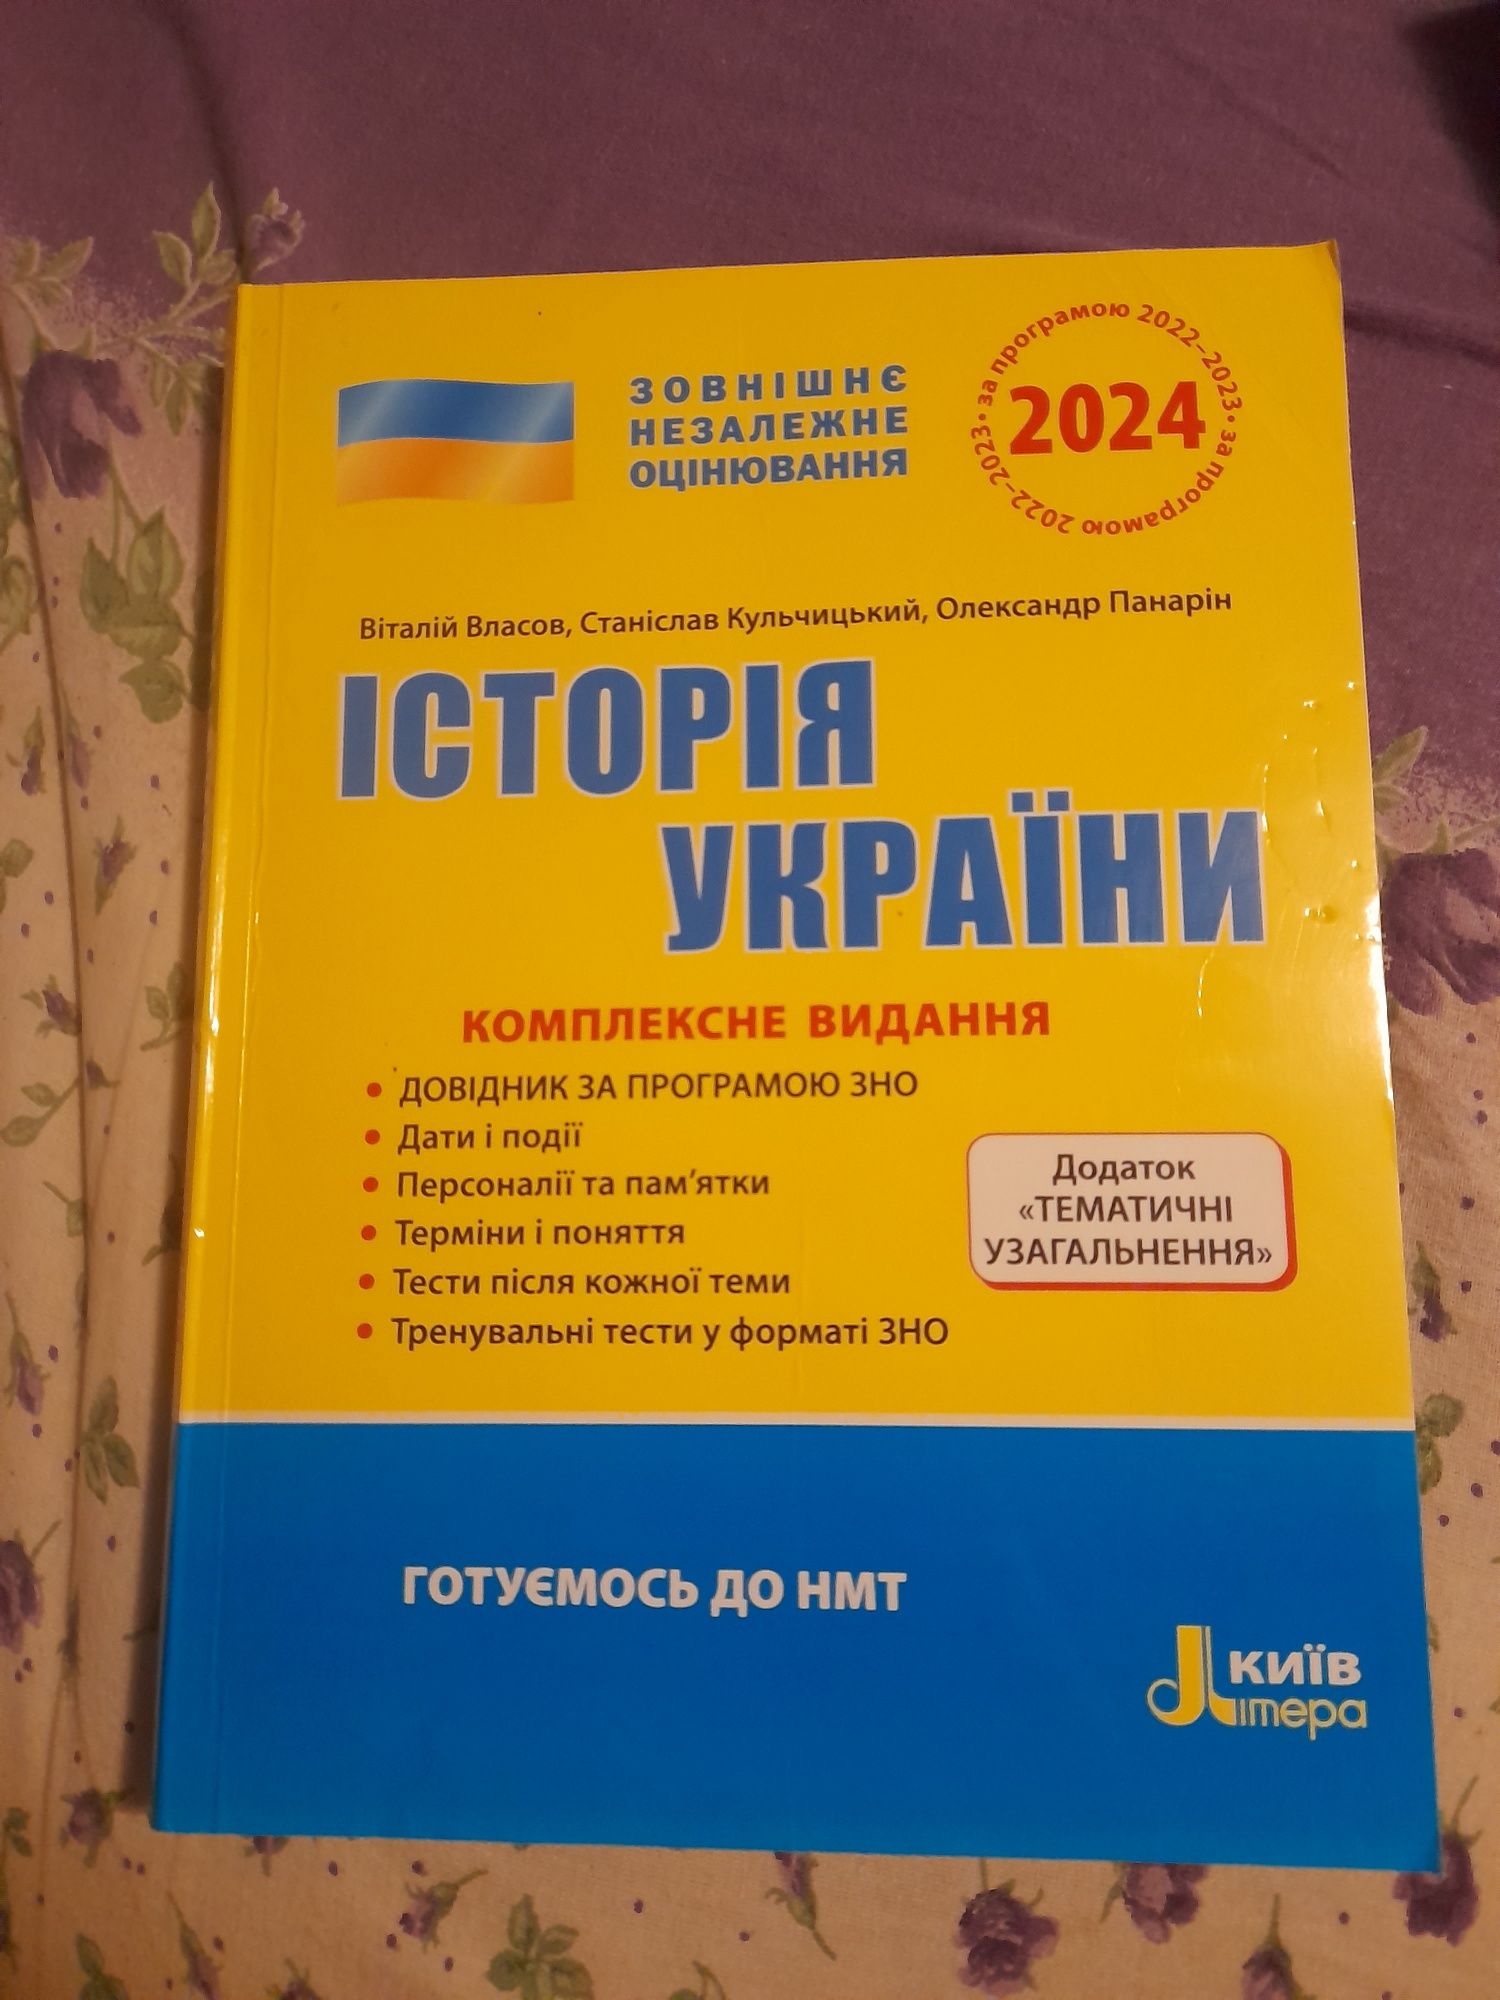 ЗОВНІШНЄ
НЕЗАЛЕЖНЕ
ОЦІНЮВАННЯ
за програмою 2022–2023 • за програмою 2022–2023 •
2024
Віталій Власов, Станіслав Кульчицький, Олександр Панарін
ІСТОРІЯ
УКРАЇНИ
КОМПЛЕКСНЕ ВИДАННЯ
• ДОВІДНИК ЗА ПРОГРАМОЮ ЗНО
• Дати і події
• Персоналії та пам'ятки
• Терміни і поняття
• Тести після кожної теми
• Тренувальні тести у форматі ЗНО
Додаток
«ТЕМАТИЧНІ
УЗАГАЛЬНЕННЯ»
ГОТУЄМОСЬ ДО НМТ
КИЇВ
Літера